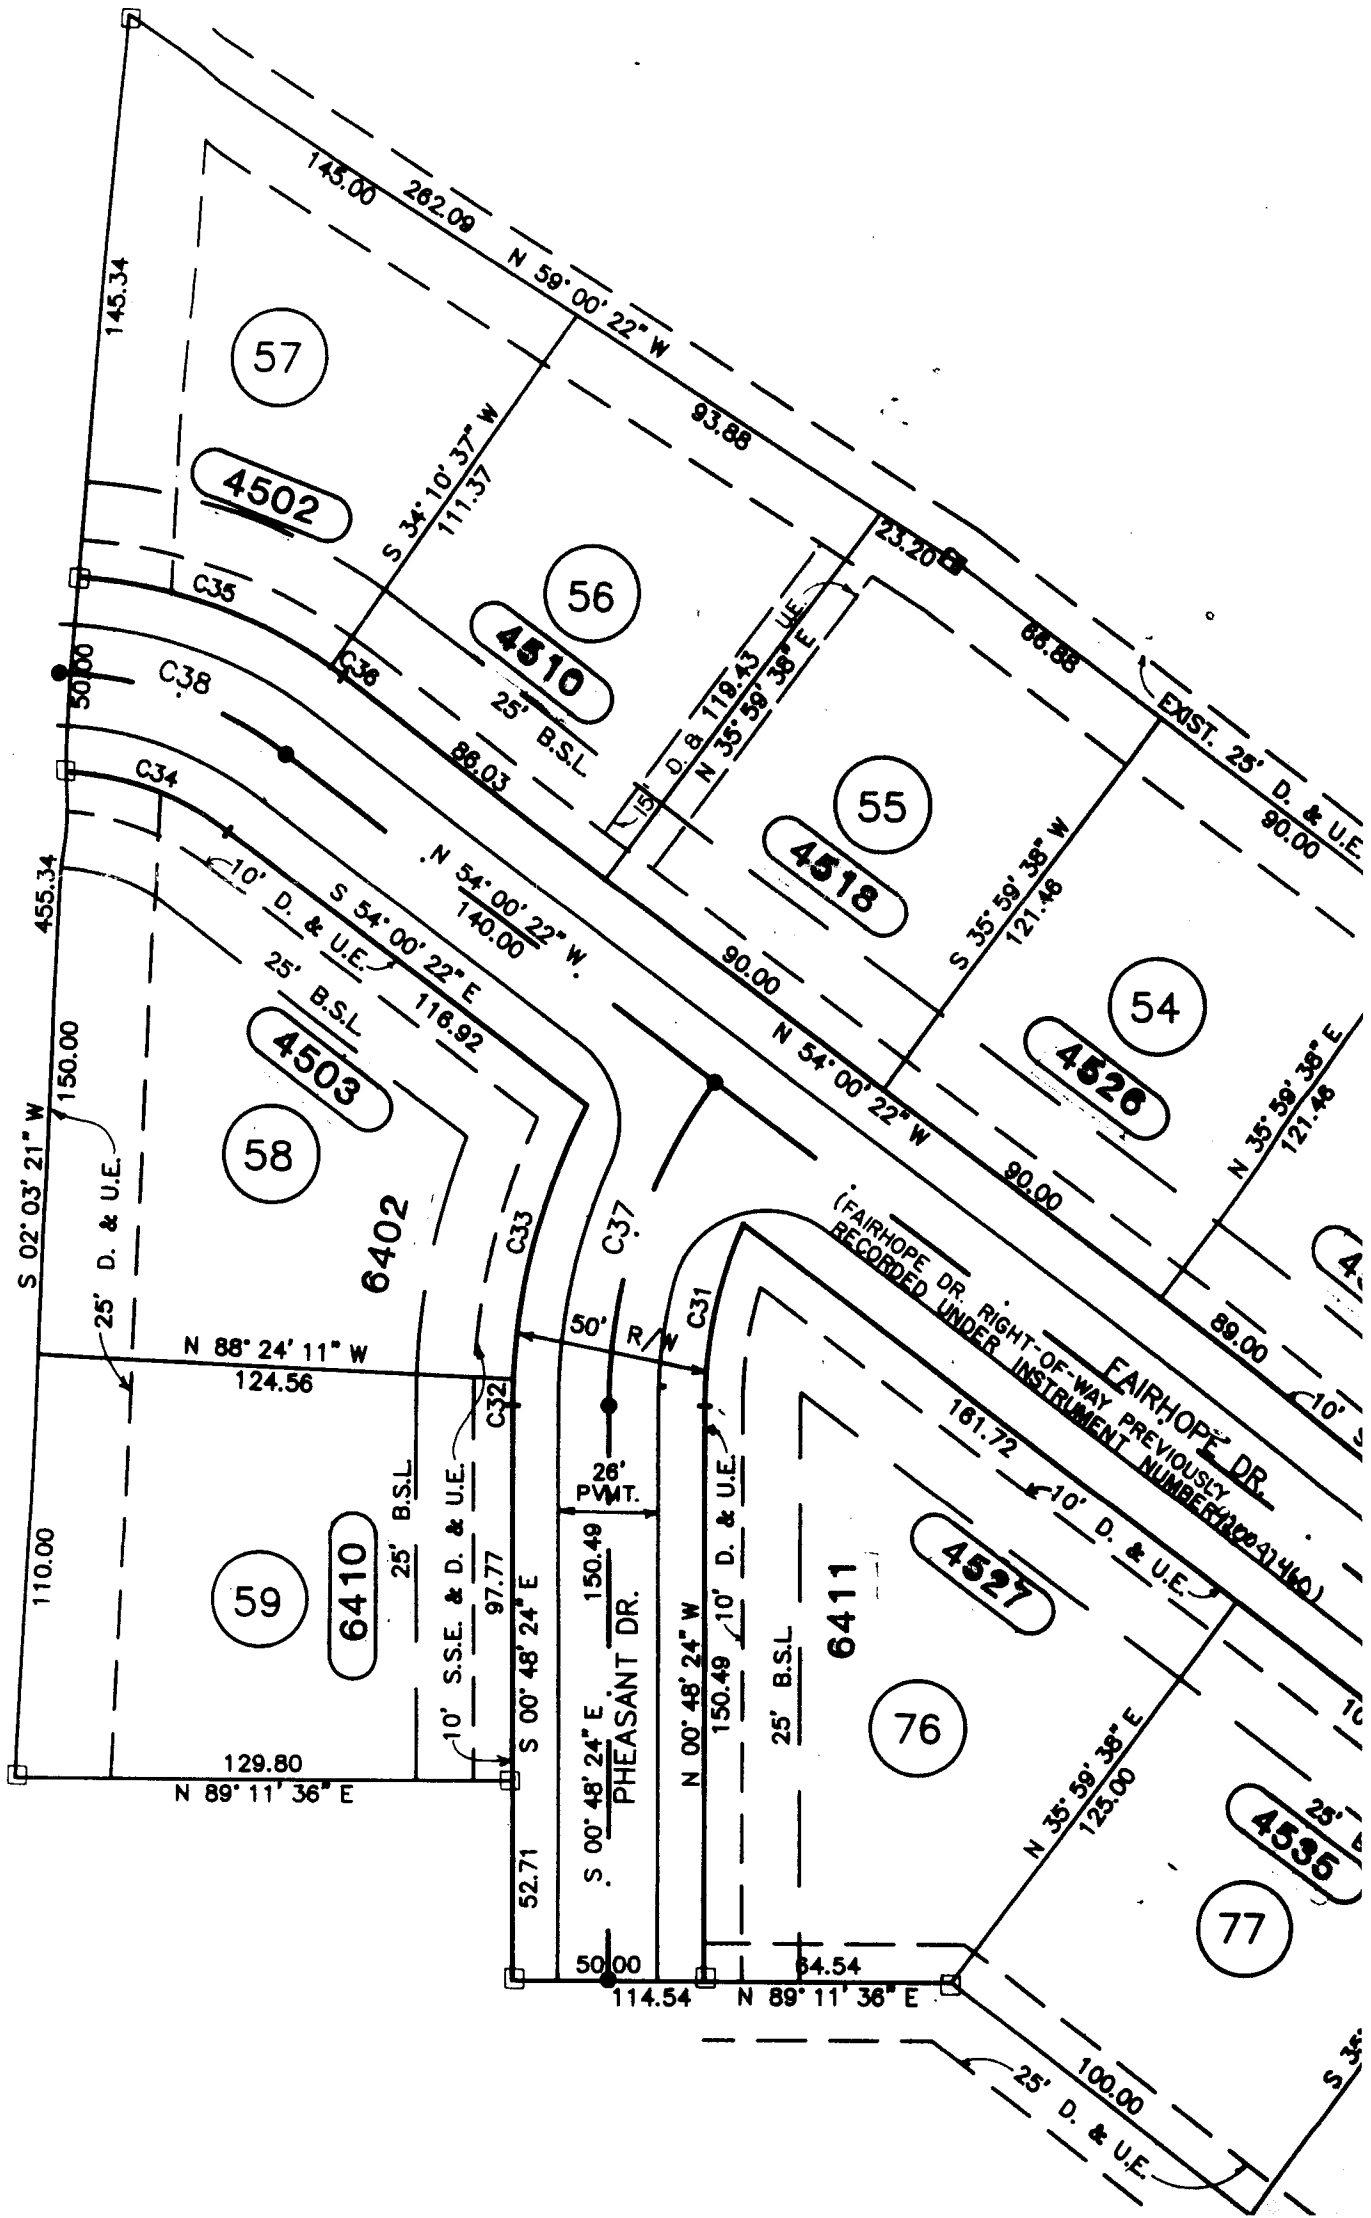 145.00
262.09
N 59° 00' 22" W
145.34
57
4502
S 34° 10' 37" W
111.37
93.88
23.20
66.88
EXIST. 25' D. & U.E.
90.00
C35
C36
56
4510
25' B.S.L.
15' D. & U.E.
119.43
N 35° 59' 38" E
50.00
C38
86.03
55
4518
S 35° 59' 38" W
121.46
C34
455.34
10' D. & U.E.
S 54° 00' 22" E
116.92
N 54° 00' 22" W
140.00
25' B.S.L.
90.00
N 54° 00' 22" W
54
4526
N 35° 59' 38" E
121.46
150.00
S 02° 03' 21" W
25' D. & U.E.
4503
58
6402
C33
C37
90.00
C31
50' R/W
(FAIRHOPE DR. RIGHT-OF-WAY PREVIOUSLY
RECORDED UNDER INSTRUMENT NUMBER
FAIRHOPE DR.
89.00
10'
N 88° 24' 11" W
124.56
C32
161.72
10' D. & U.E.
26'
PVMT.
110.00
59
6410
25' B.S.L.
10' S.S.E. & D. & U.E.
97.77
S 00° 48' 24" E
150.49
S 00° 48' 24" E
PHEASANT DR.
10' D. & U.E.
150.49
N 00° 48' 24" W
25' B.S.L.
6411
4527
76
129.80
N 89° 11' 36" E
52.71
50.00
114.54
64.54
N 89° 11' 36" E
N 35° 59' 38" E
125.00
10
25'
4535
77
S 35°
100.00
25' D. & U.E.